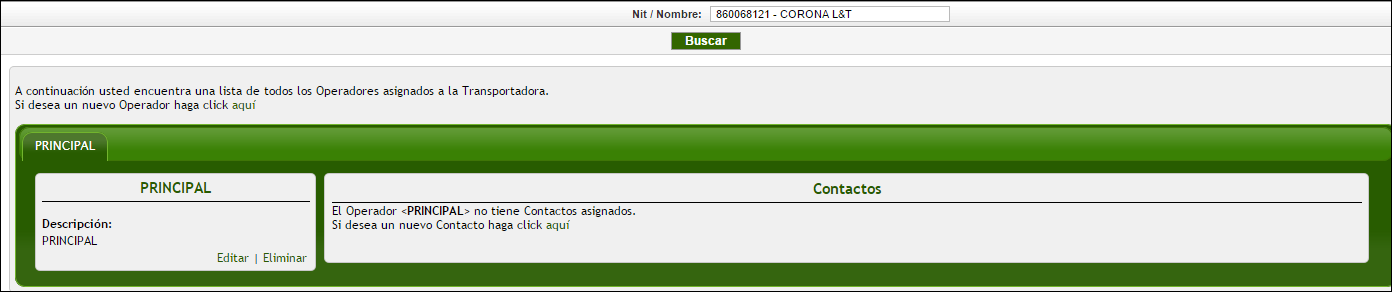 Nit / Nombre: 860068121 - CORONA L&T
Buscar
A continuación usted encuentra una lista de todos los Operadores asignados a la Transportadora.
Si desea un nuevo Operador haga click aquí
PRINCIPAL
PRINCIPAL
Descripción:
PRINCIPAL
Editar | Eliminar
Contactos
El Operador <PRINCIPAL> no tiene Contactos asignados.
Si desea un nuevo Contacto haga click aquí